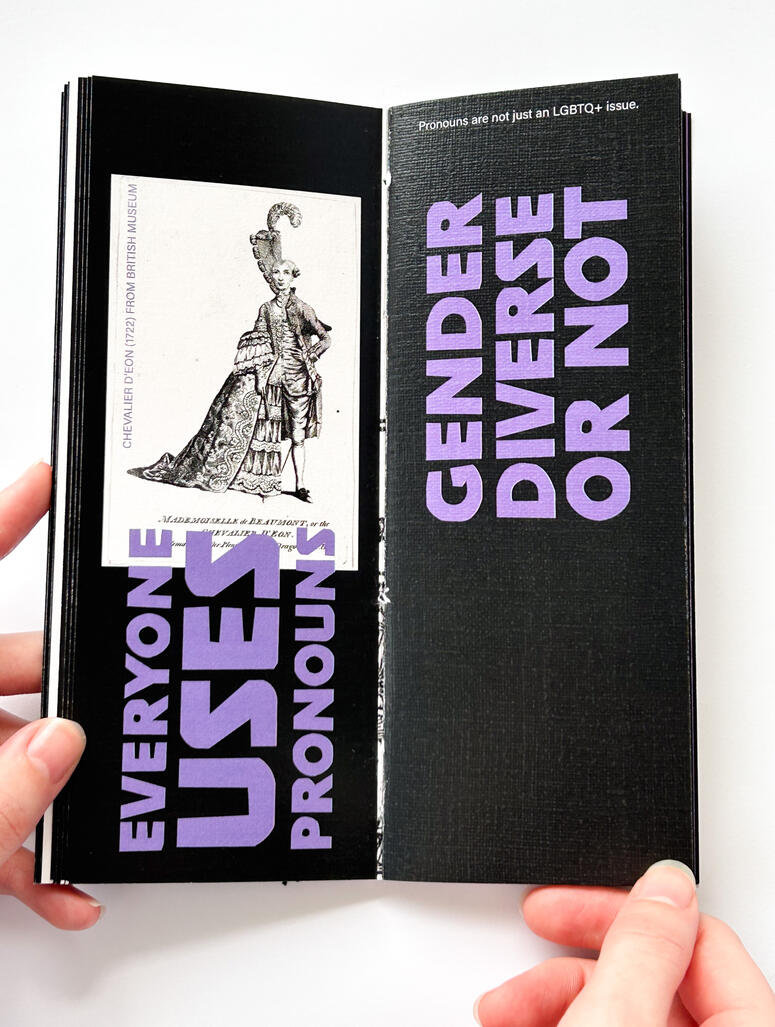 CHEVALIER D'EON (1722) FROM BRITISH MUSEUM
MADEMOISELLE de BEAUMONT, or the
CHEVALIER D'EON.
EVERYONE
USES
PRONOUNS
Pronouns are not just an LGBTQ+ issue.
GENDER
DIVERSE
OR NOT